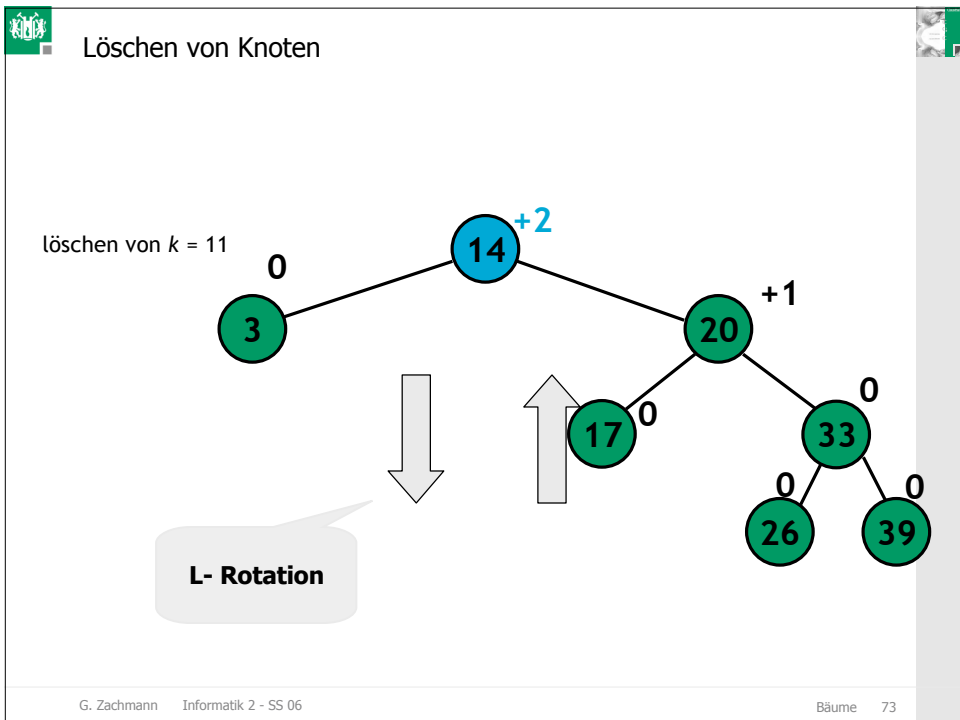 Löschen von Knoten
löschen von k = 11
+2
14
0
3
+1
20
0
17
0
33
0
26
0
39
L- Rotation
G. Zachmann Informatik 2 - SS 06
Bäume 73